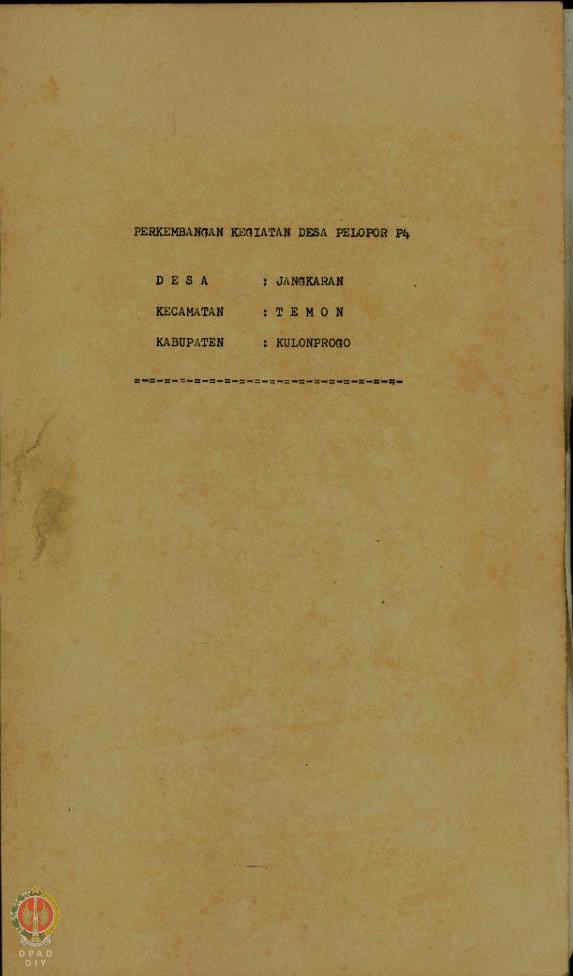 PERKEMBANGAN KEGIATAN DESA PELOPOR P4
D E S A : JANGKARAN
KECAMATAN : T E M O N
KABUPATEN : KULONPROGO
=-=-=-=-=-=-=-=-=-=-=-=-=-=-=-=-=-=-
DPAD
DIY